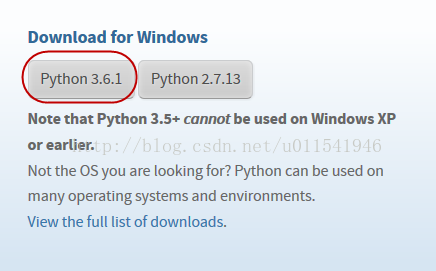 Download for Windows
Python 3.6.1 Python 2.7.13
Note that Python 3.5+ cannot be used on Windows XP
or earlier.
http://blog.csdn.net/u011541946
Not the OS you are looking for? Python can be used on
many operating systems and environments.
View the full list of downloads.